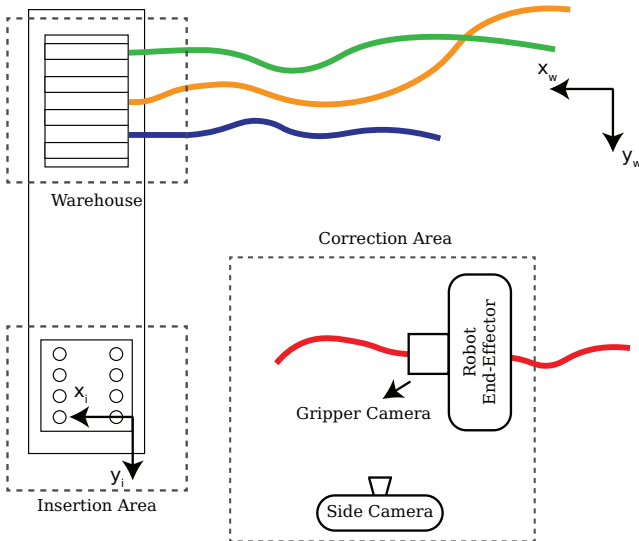 x_w
y_w
Warehouse
Correction Area
Robot
End-Effector
x_i
Gripper Camera
y_i
Insertion Area
Side Camera